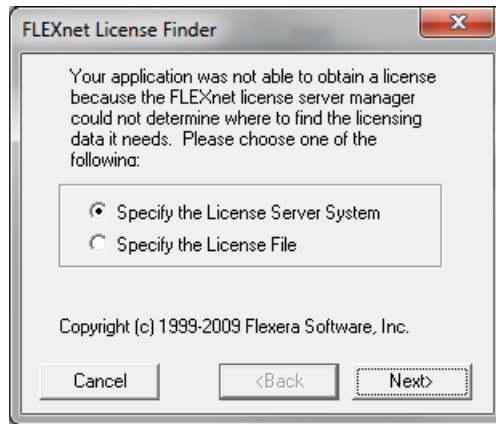 FLEXnet License Finder
Your application was not able to obtain a license
because the FLEXnet license server manager
could not determine where to find the licensing
data it needs.  Please choose one of the
following:
Specify the License Server System
Specify the License File
Copyright (c) 1999-2009 Flexera Software, Inc.
Cancel
<Back
Next>